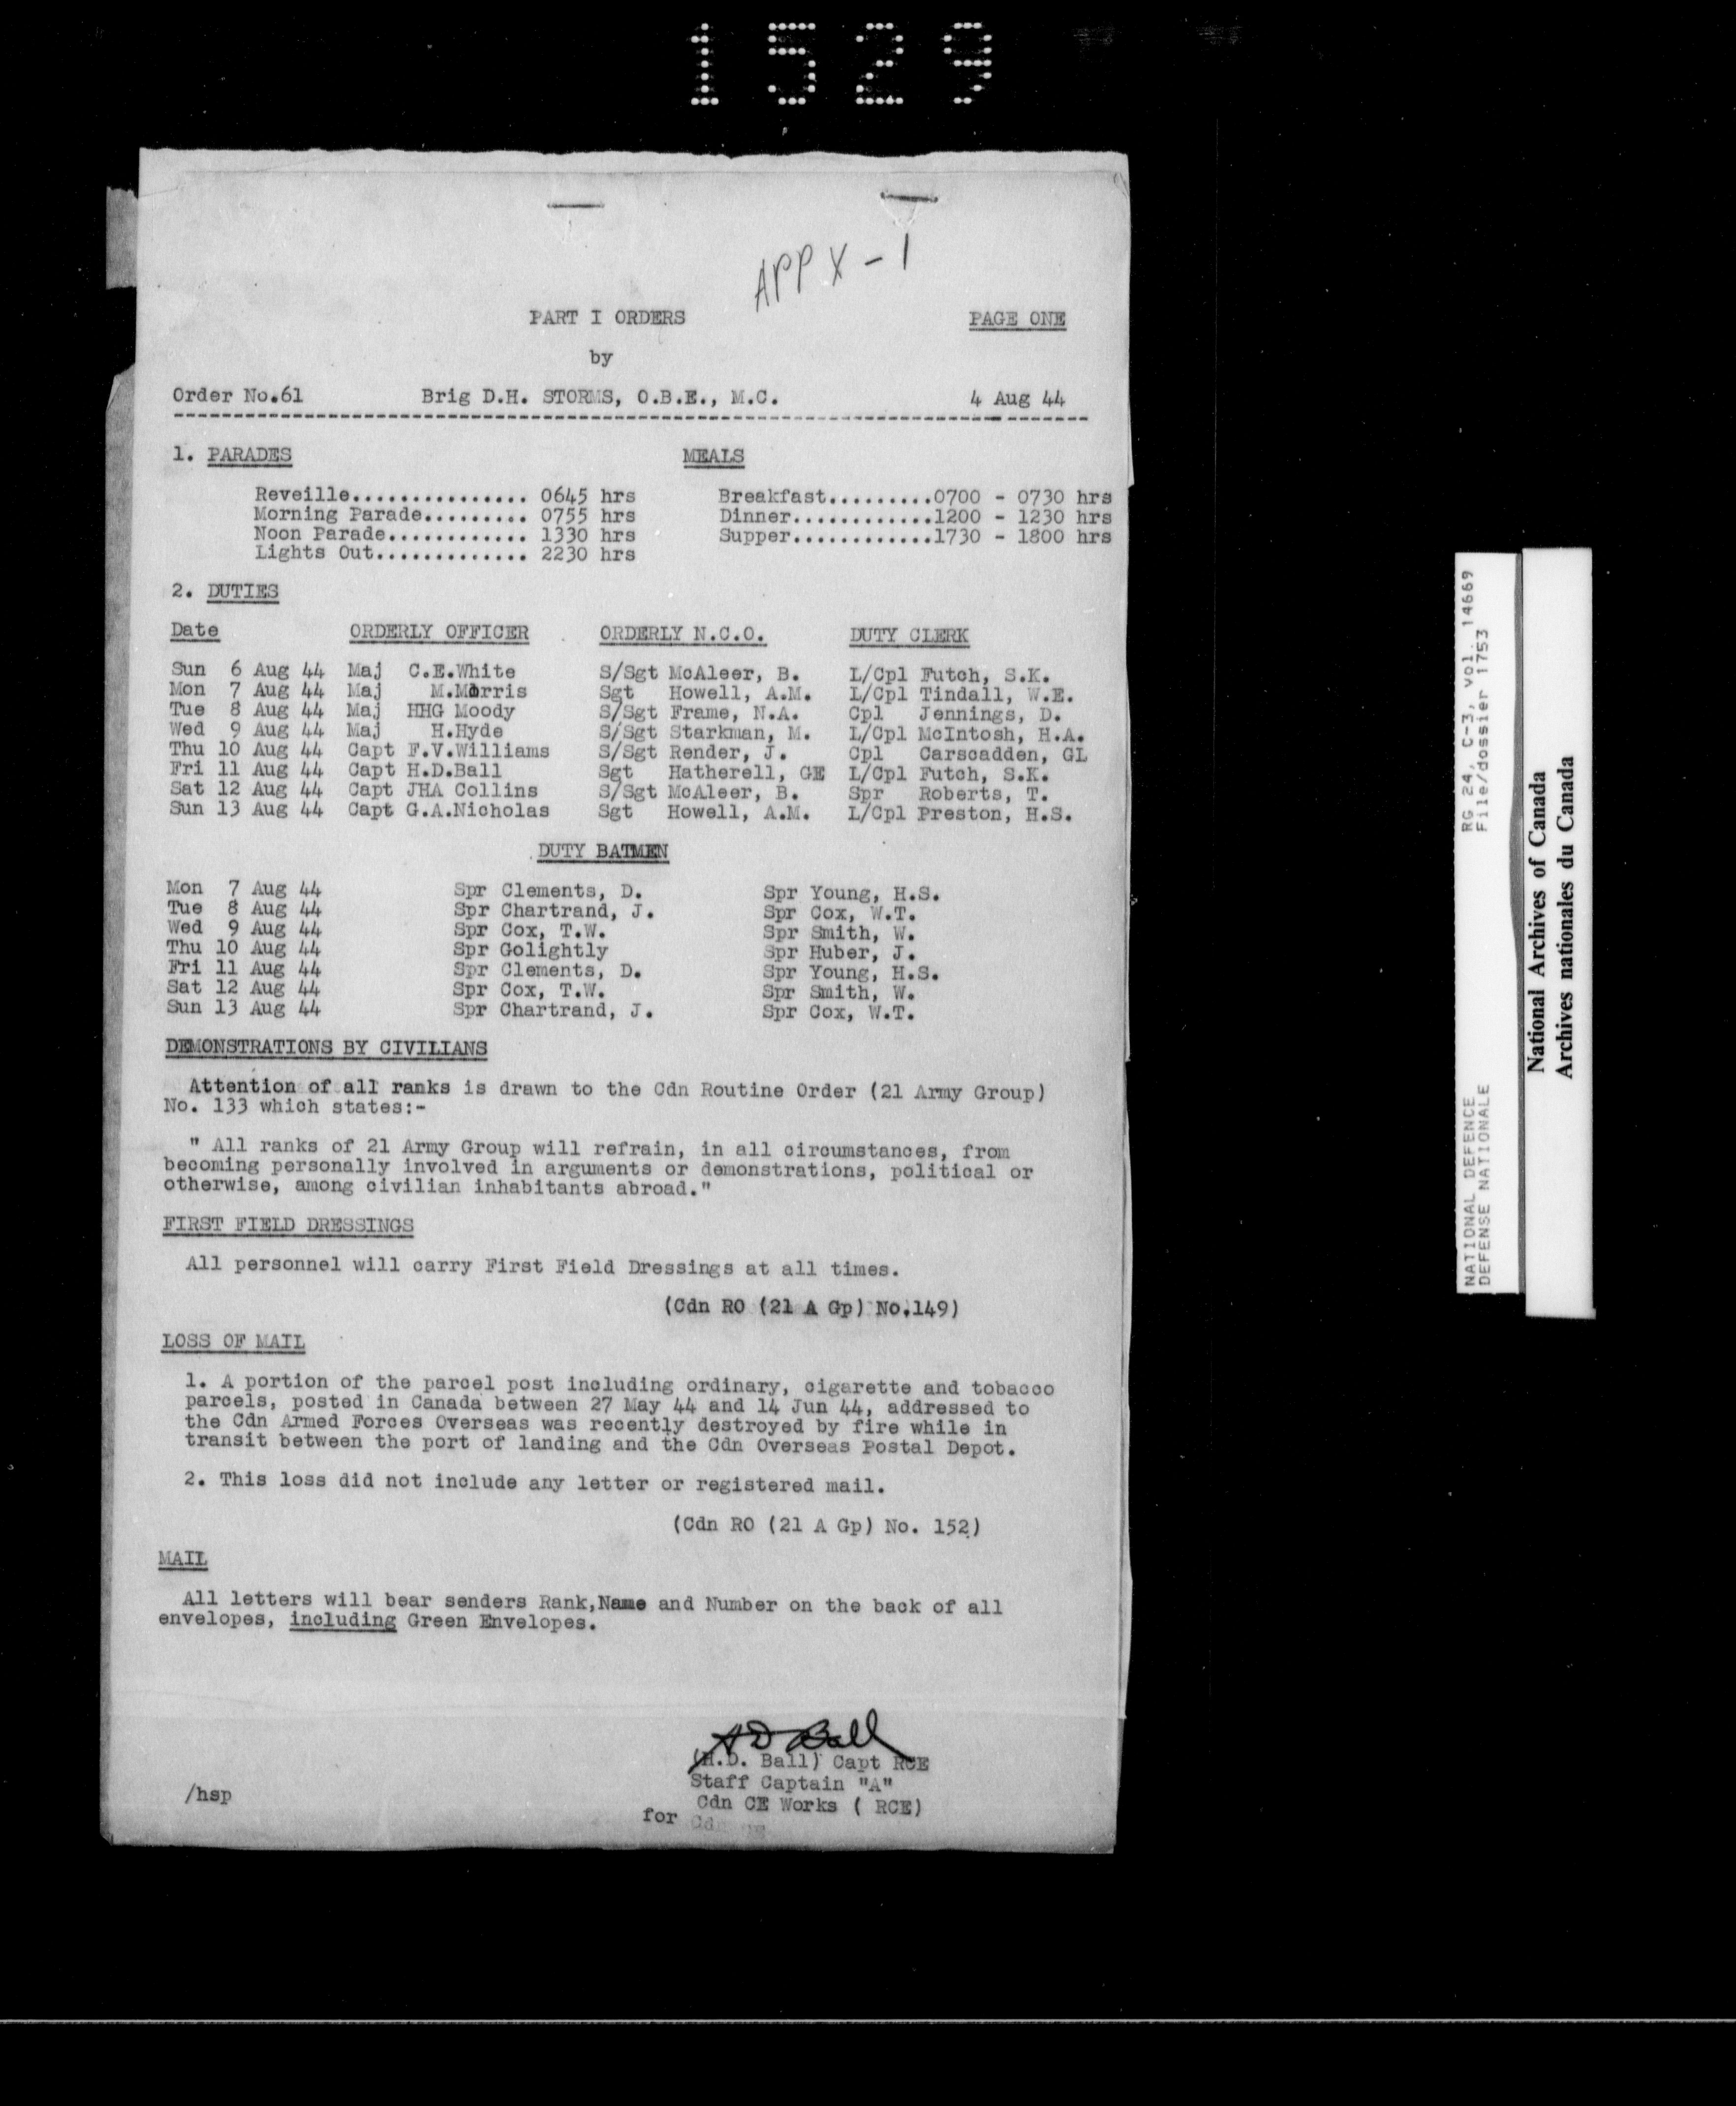 1529
APPX - 1
PART I ORDERS
PAGE ONE
by
Order No.61 Brig D.H. STORMS, O.B.E., M.C. 4 Aug 44
1. PARADES MEALS
Reveille............... 0645 hrs Breakfast.........0700 - 0730 hrs
Morning Parade......... 0755 hrs Dinner............1200 - 1230 hrs
Noon Parade............ 1330 hrs Supper............1730 - 1800 hrs
Lights Out............. 2230 hrs
2. DUTIES
Date ORDERLY OFFICER ORDERLY N.C.O. DUTY CLERK
Sun 6 Aug 44 Maj C.E.White S/Sgt McAleer, B. L/Cpl Futch, S.K.
Mon 7 Aug 44 Maj M.Morris Sgt Howell, A.M. L/Cpl Tindall, W.E.
Tue 8 Aug 44 Maj HHG Moody S/Sgt Frame, N.A. Cpl Jennings, D.
Wed 9 Aug 44 Maj H.Hyde S/Sgt Starkman, M. L/Cpl McIntosh, H.A.
Thu 10 Aug 44 Capt F.V.Williams S/Sgt Render, J. Cpl Carscadden, GL
Fri 11 Aug 44 Capt H.D.Ball Sgt Hatherell, GE L/Cpl Futch, S.K.
Sat 12 Aug 44 Capt JHA Collins S/Sgt McAleer, B. Spr Roberts, T.
Sun 13 Aug 44 Capt G.A.Nicholas Sgt Howell, A.M. L/Cpl Preston, H.S.
DUTY BATMEN
Mon 7 Aug 44 Spr Clements, D. Spr Young, H.S.
Tue 8 Aug 44 Spr Chartrand, J. Spr Cox, W.T.
Wed 9 Aug 44 Spr Cox, T.W. Spr Smith, W.
Thu 10 Aug 44 Spr Golightly Spr Huber, J.
Fri 11 Aug 44 Spr Clements, D. Spr Young, H.S.
Sat 12 Aug 44 Spr Cox, T.W. Spr Smith, W.
Sun 13 Aug 44 Spr Chartrand, J. Spr Cox, W.T.
DEMONSTRATIONS BY CIVILIANS
Attention of all ranks is drawn to the Cdn Routine Order (21 Army Group)
No. 133 which states:-
" All ranks of 21 Army Group will refrain, in all circumstances, from
becoming personally involved in arguments or demonstrations, political or
otherwise, among civilian inhabitants abroad."
FIRST FIELD DRESSINGS
All personnel will carry First Field Dressings at all times.
(Cdn RO (21 A Gp) No.149)
LOSS OF MAIL
1. A portion of the parcel post including ordinary, cigarette and tobacco
parcels, posted in Canada between 27 May 44 and 14 Jun 44, addressed to
the Cdn Armed Forces Overseas was recently destroyed by fire while in
transit between the port of landing and the Cdn Overseas Postal Depot.
2. This loss did not include any letter or registered mail.
(Cdn RO (21 A Gp) No. 152)
MAIL
All letters will bear senders Rank,Name and Number on the back of all
envelopes, including Green Envelopes.
HD Ball
(H.D. Ball) Capt RCE
Staff Captain "A"
/hsp
Cdn CE Works ( RCE)
for
RG 24, C-3, vol. 14669
File/dossier 1753
NATIONAL DEFENCE
DEFENSE NATIONALE
National Archives of Canada
Archives nationales du Canada